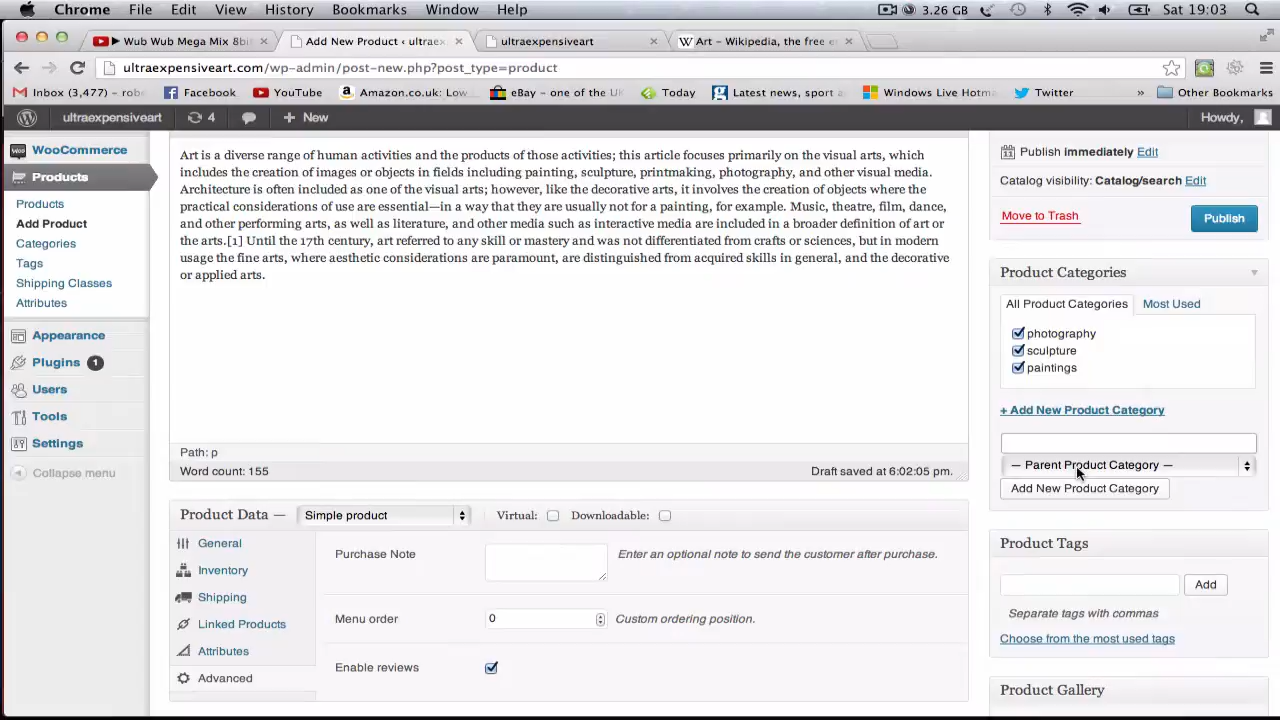 Chrome File Edit View History Bookmarks Window Help 3.26 GB Sat 19:03
▶ Wub Wub Mega Mix 8bit × Add New Product ‹ ultraex × ultraexpensiveart × W Art – Wikipedia, the free e ×
ultraexpensiveart.com/wp-admin/post-new.php?post_type=product
Inbox (3,477) – robe Facebook YouTube Amazon.co.uk: Low eBay – one of the UK Today Latest news, sport a Windows Live Hotma Twitter » Other Bookmarks
ultraexpensiveart 4 + New Howdy,
WooCommerce
Products
Products
Add Product
Categories
Tags
Shipping Classes
Attributes
Appearance
Plugins 1
Users
Tools
Settings
Collapse menu
Art is a diverse range of human activities and the products of those activities; this article focuses primarily on the visual arts, which
includes the creation of images or objects in fields including painting, sculpture, printmaking, photography, and other visual media.
Architecture is often included as one of the visual arts; however, like the decorative arts, it involves the creation of objects where the
practical considerations of use are essential—in a way that they are usually not for a painting, for example. Music, theatre, film, dance,
and other performing arts, as well as literature, and other media such as interactive media are included in a broader definition of art or
the arts.[1] Until the 17th century, art referred to any skill or mastery and was not differentiated from crafts or sciences, but in modern
usage the fine arts, where aesthetic considerations are paramount, are distinguished from acquired skills in general, and the decorative
or applied arts.
Path: p
Word count: 155 Draft saved at 6:02:05 pm.
Product Data — Simple product Virtual: Downloadable:
General
Inventory
Shipping
Linked Products
Attributes
Advanced
Purchase Note Enter an optional note to send the customer after purchase.
Menu order 0 Custom ordering position.
Enable reviews
Publish immediately Edit
Catalog visibility: Catalog/search Edit
Move to Trash Publish
Product Categories
All Product Categories Most Used
photography
sculpture
paintings
+ Add New Product Category
— Parent Product Category —
Add New Product Category
Product Tags
Add
Separate tags with commas
Choose from the most used tags
Product Gallery